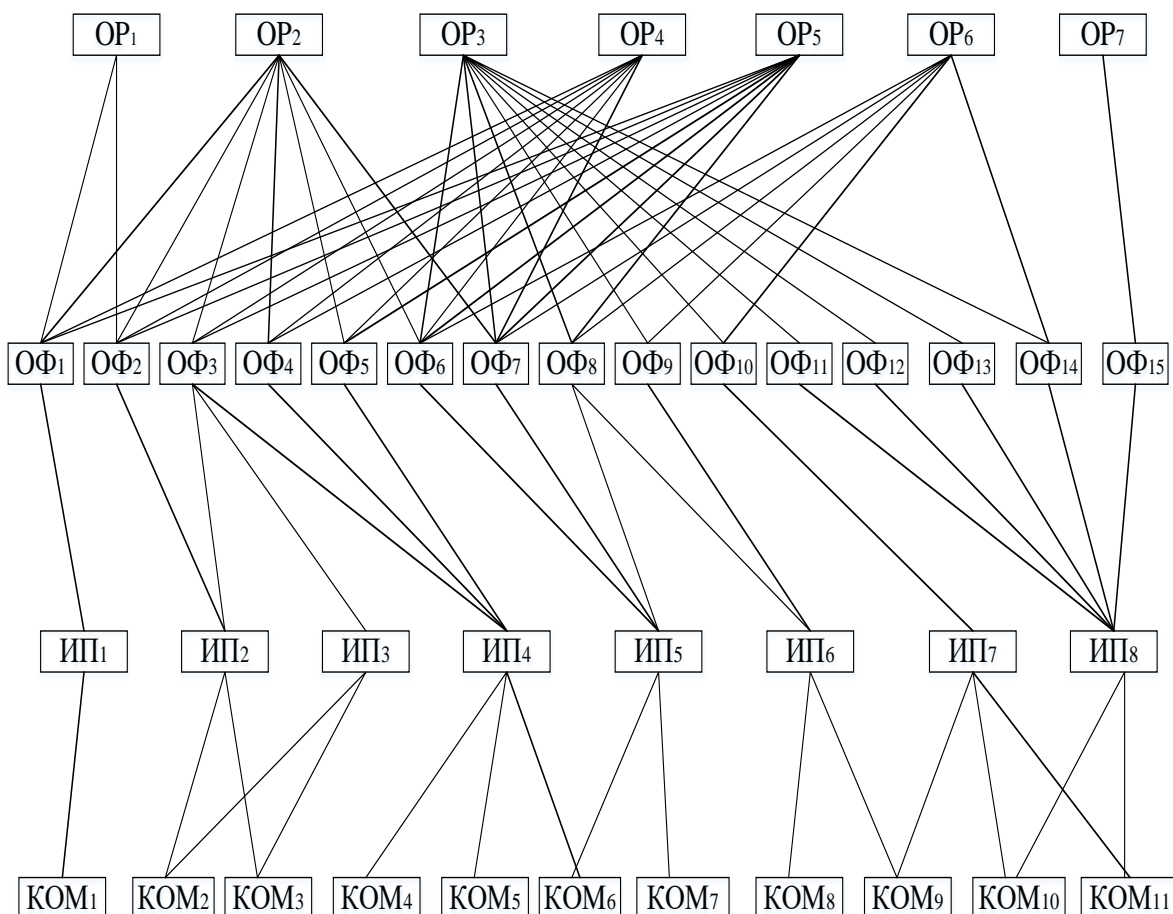 ОР1 ОР2 ОР3 ОР4 ОР5 ОР6 ОР7
ОФ1 ОФ2 ОФ3 ОФ4 ОФ5 ОФ6 ОФ7 ОФ8 ОФ9 ОФ10 ОФ11 ОФ12 ОФ13 ОФ14 ОФ15
ИП1 ИП2 ИП3 ИП4 ИП5 ИП6 ИП7 ИП8
КОМ1 КОМ2 КОМ3 КОМ4 КОМ5 КОМ6 КОМ7 КОМ8 КОМ9 КОМ10 КОМ11